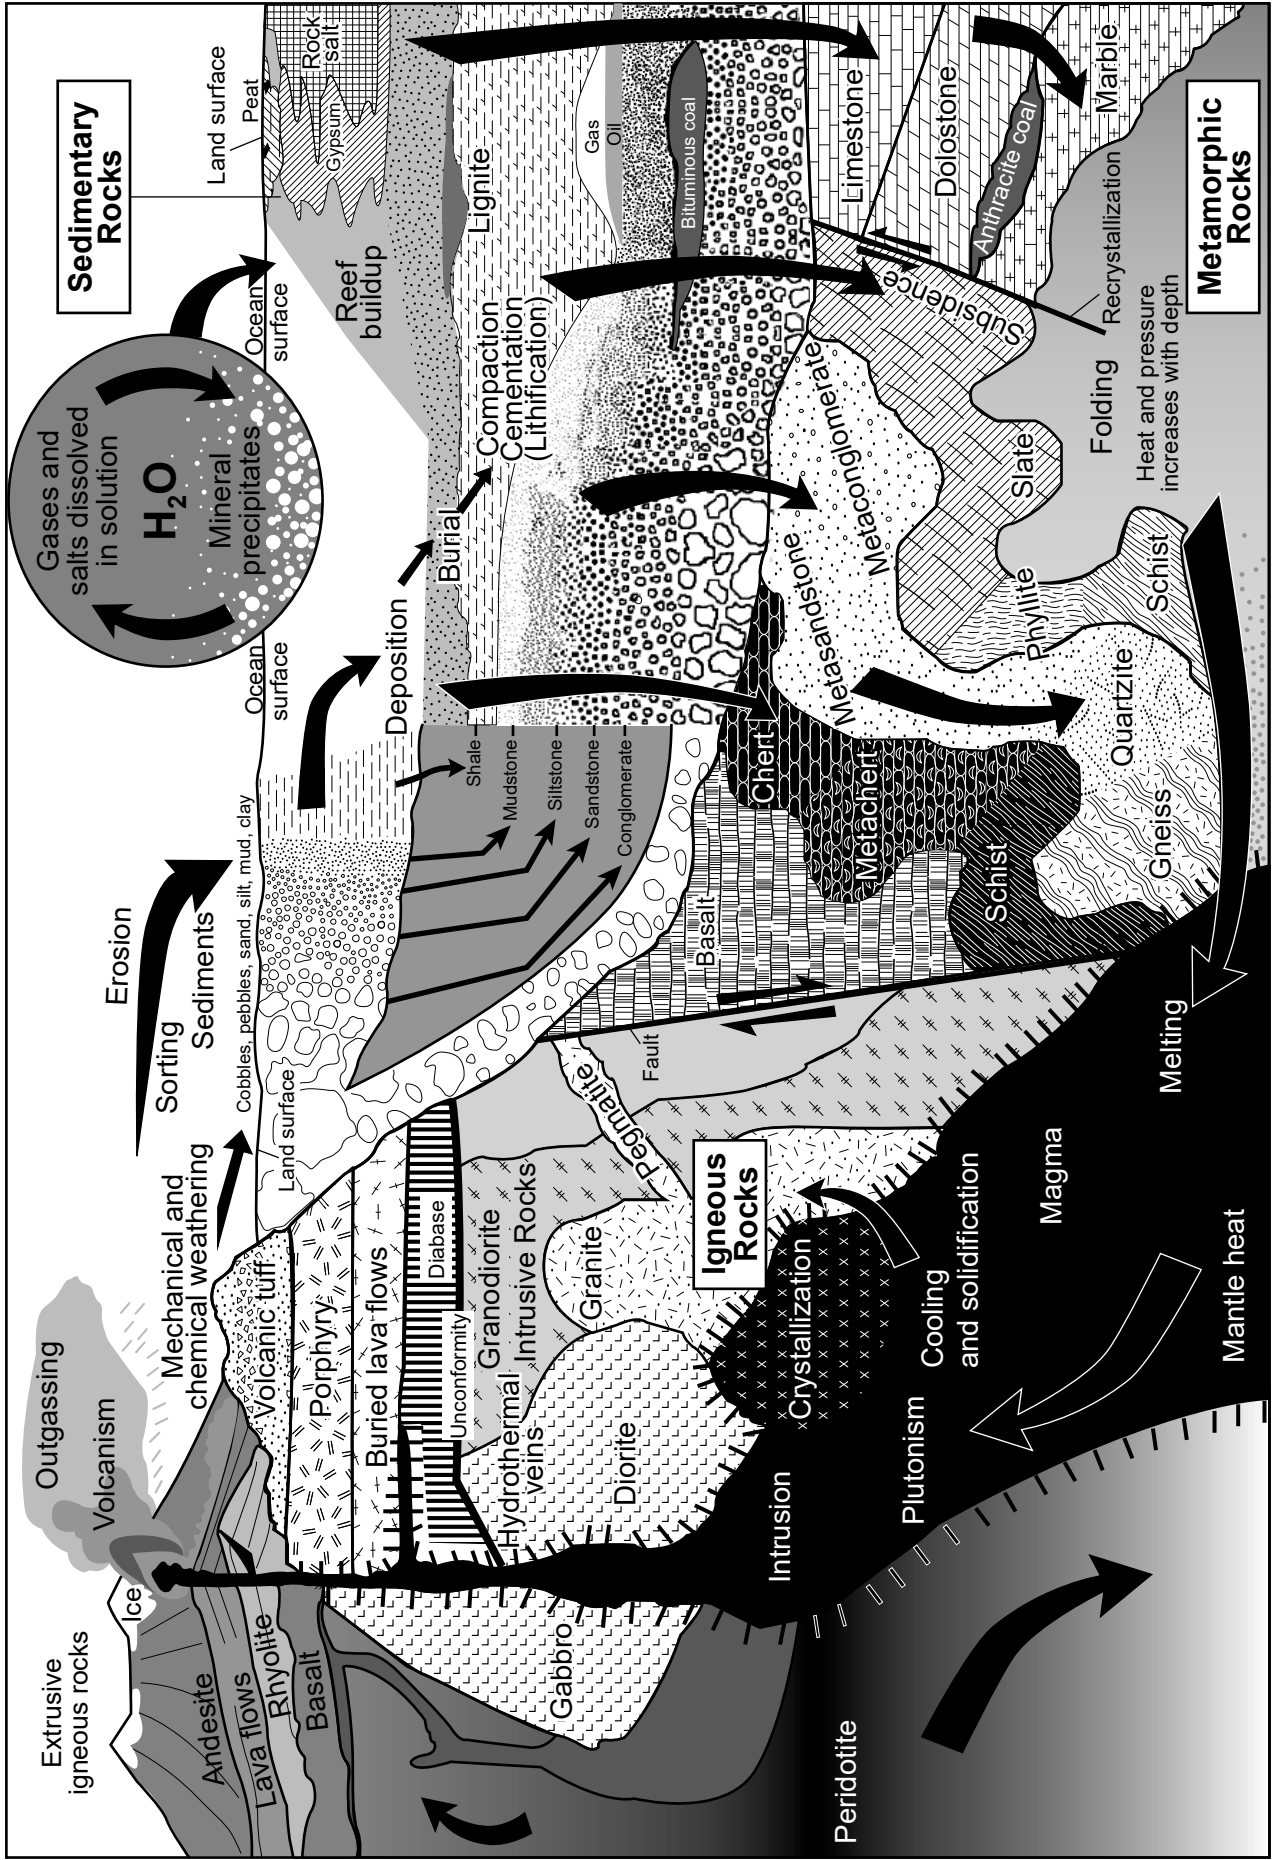 Extrusive
igneous rocks
Ice
Outgassing
Volcanism
Andesite
Lava flows
Rhyolite
Basalt
Mechanical and
chemical weathering
Volcanic tuff
Porphyry
Buried lava flows
Diabase
Unconformity
Granodiorite
Intrusive Rocks
Hydrothermal
veins
Gabbro
Diorite
Granite
Pegmatite
Igneous
Rocks
Fault
Crystallization
Intrusion
Plutonism
Cooling
and solidification
Magma
Melting
Mantle heat
Peridotite
Erosion
Sorting
Sediments
Cobbles, pebbles, sand, silt, mud, clay
Land surface
Deposition
Shale
Mudstone
Siltstone
Sandstone
Conglomerate
Basalt
Chert
Metachert
Schist
Gneiss
Quartzite
Gases and
salts dissolved
in solution
H2O
Mineral
precipitates
Ocean
surface
Ocean
surface
Burial
Compaction
Cementation
(Lithification)
Metasandstone
Metaconglomerate
Slate
Phyllite
Schist
Folding
Heat and pressure
increases with depth
Sedimentary
Rocks
Land surface
Peat
Rock
salt
Gypsum
Reef
buildup
Lignite
Gas
Oil
Bituminous coal
Limestone
Dolostone
Anthracite coal
Marble
Subsidence
Recrystallization
Metamorphic
Rocks